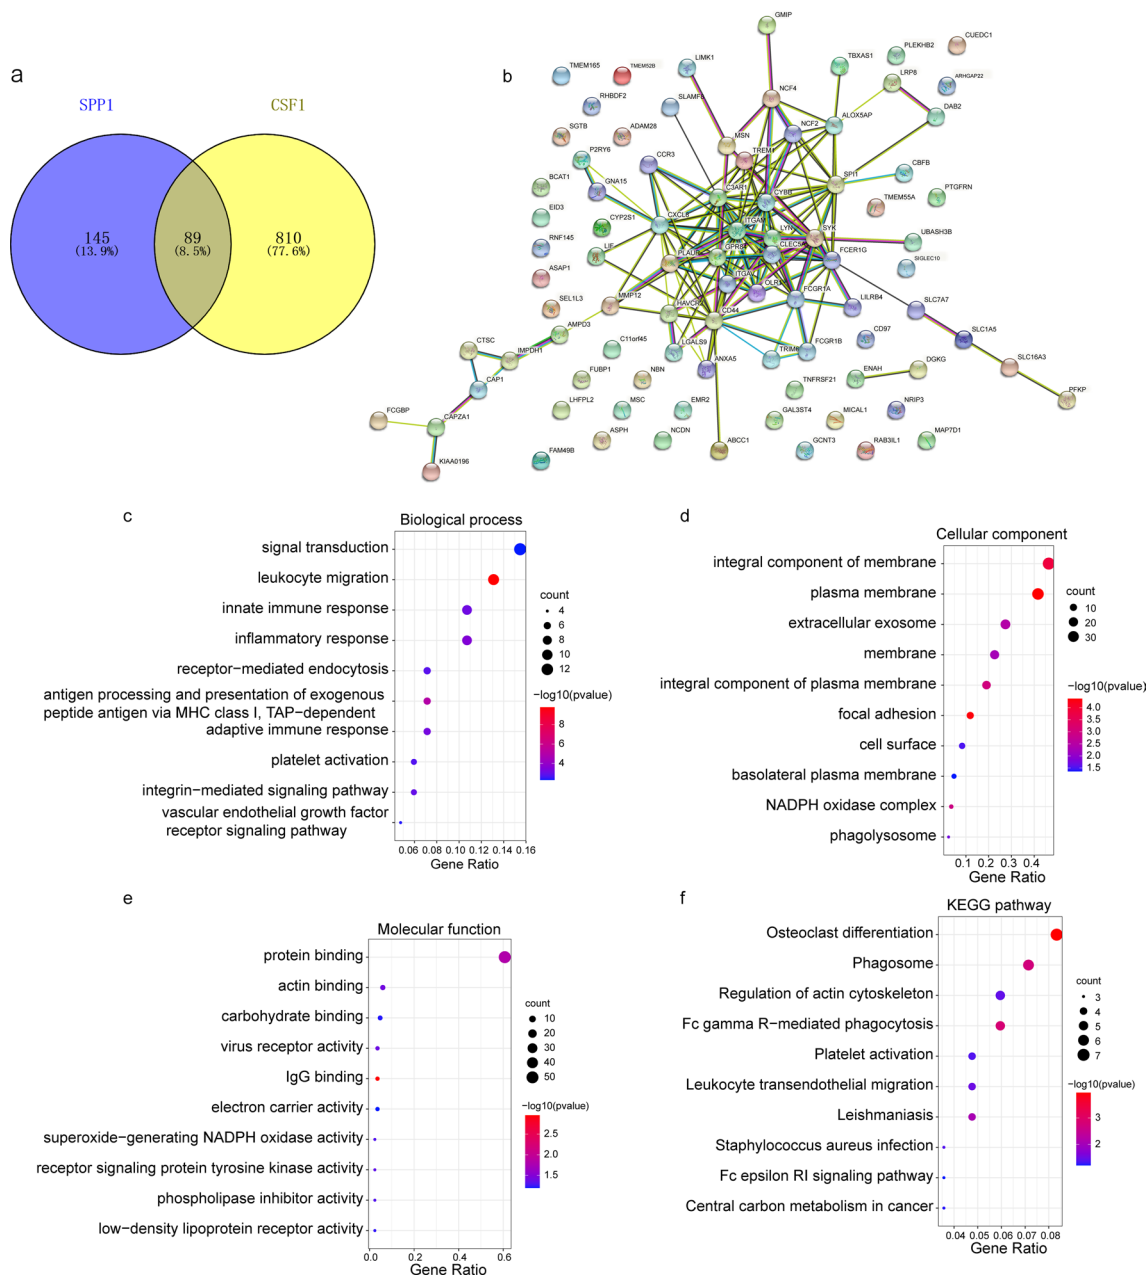 a
SPP1
CSF1
145
(13.9%)
89
(8.5%)
810
(77.6%)
b
GMIP
CUEDC1
PLEKHB2
TBXAS1
LIMK1
TMEM165
TMEM52B
LRP8
ARHGAP22
RHBDF2
SLAMF8
NCF4
DAB2
SGTB
ADAM28
MSN
NCF2
ALOX5AP
P2RY6
CCR3
TREM1
CBFB
BCAT1
GNA15
C3AR1
CYBB
SPI1
PTGFRN
TMEM55A
EID3
CYP2S1
CXCL8
ITGAM
LYN
SYK
UBASH3B
RNF145
LIF
PLAUR
GPR84
CLEC5A
FCER1G
SIGLEC10
ASAP1
ITGAV
OLR1
FCGR1A
LILRB4
SLC7A7
SEL1L3
MMP12
HAVCR2
CD44
AMPD3
C11orf45
LGALS9
TRIM6
FCGR1B
CD97
SLC1A5
CTSC
IMPDH1
ANXA5
CAP1
FUBP1
NBN
TNFRSF21
ENAH
DGKG
SLC16A3
PFKP
FCGBP
CAPZA1
LHFPL2
MSC
EMR2
GAL3ST4
MICAL1
NRIP3
KIAA0196
FAM49B
ASPH
NCDN
ABCC1
GCNT3
RAB3IL1
MAP7D1
c
Biological process
signal transduction
leukocyte migration
innate immune response
inflammatory response
receptor-mediated endocytosis
antigen processing and presentation of exogenous
peptide antigen via MHC class I, TAP-dependent
adaptive immune response
platelet activation
integrin-mediated signaling pathway
vascular endothelial growth factor
receptor signaling pathway
0.06 0.08 0.10 0.12 0.14 0.16
Gene Ratio
count
4
6
8
10
12
−log10(pvalue)
8
6
4
d
Cellular component
integral component of membrane
plasma membrane
extracellular exosome
membrane
integral component of plasma membrane
focal adhesion
cell surface
basolateral plasma membrane
NADPH oxidase complex
phagolysosome
0.1 0.2 0.3 0.4
Gene Ratio
count
10
20
30
−log10(pvalue)
4.0
3.5
3.0
2.5
2.0
1.5
e
Molecular function
protein binding
actin binding
carbohydrate binding
virus receptor activity
IgG binding
electron carrier activity
superoxide-generating NADPH oxidase activity
receptor signaling protein tyrosine kinase activity
phospholipase inhibitor activity
low-density lipoprotein receptor activity
0.0 0.2 0.4 0.6
Gene Ratio
count
10
20
30
40
50
−log10(pvalue)
2.5
2.0
1.5
f
KEGG pathway
Osteoclast differentiation
Phagosome
Regulation of actin cytoskeleton
Fc gamma R-mediated phagocytosis
Platelet activation
Leukocyte transendothelial migration
Leishmaniasis
Staphylococcus aureus infection
Fc epsilon RI signaling pathway
Central carbon metabolism in cancer
0.04 0.05 0.06 0.07 0.08
Gene Ratio
count
3
4
5
6
7
−log10(pvalue)
3
2